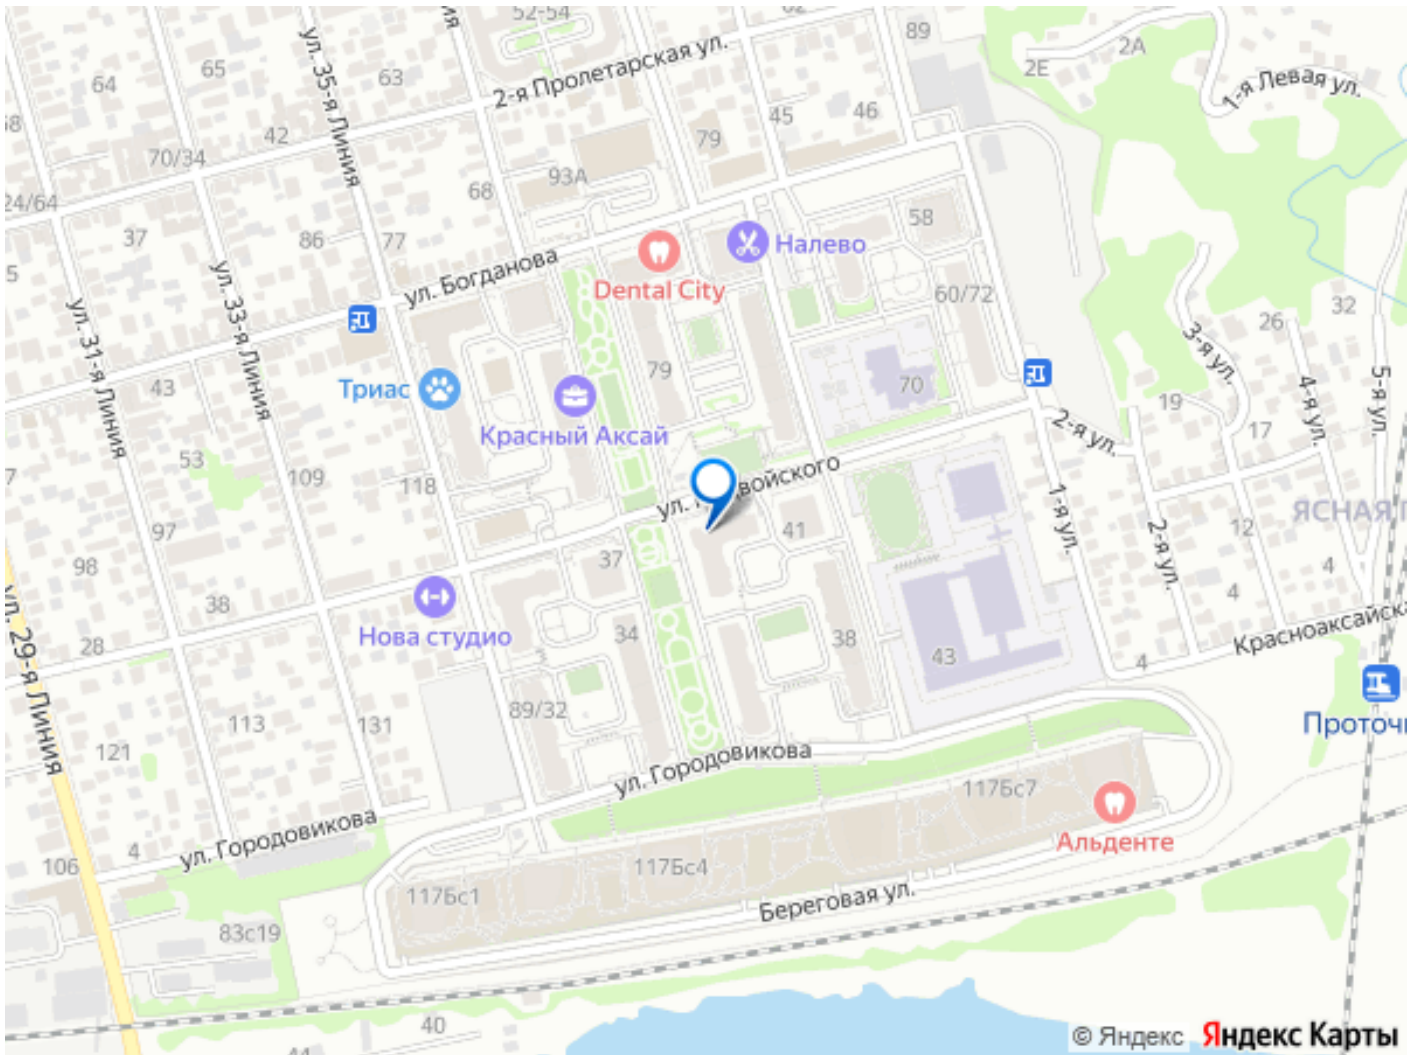 52-54
62
89
2А
2Е
ул. 35-я Линия
65
63
64
2-я Пролетарская ул.
1-я Левая ул.
42
70/34
45
46
79
93А
68
24/64
37
86
77
58
Налево
ул. Богданова
Dental City
60/72
ул. 33-я Линия
ул. 31-я Линия
32
26
3-я ул.
43
Триас
79
70
5-я ул.
4-я ул.
19
17
Красный Аксай
2-я ул.
53
109
118
ул.
войского
1-я ул.
2-я ул.
ЯСНАЯ
97
41
12
98
37
4
4
38
28
Нова студио
34
38
43
4
Красноаксайска
ул. 29-я Линия
89/32
113
131
121
Проточн
ул. Городовикова
117Бс7
Альденте
ул. Городовикова
4
106
117Бс4
117Бс1
Береговая ул.
83с19
40
44
© Яндекс Яндекс Карты